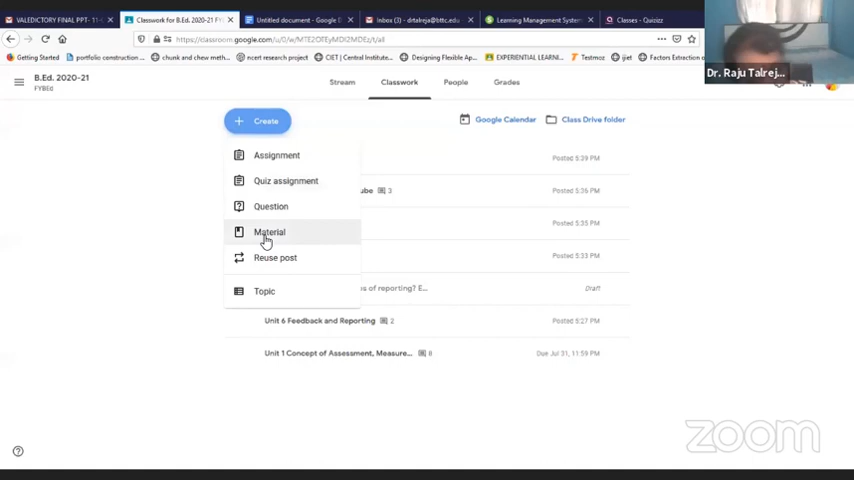 VALEDICTORY FINAL PPT- 11-
Classwork for B.Ed. 2020-21 F
Untitled document - Google D
Inbox (3) - drtalreja@bttc.edu
Learning Management System
Classes - Quizizz
https://classroom.google.com/u/0/w/MTE2OTEyMDI2MDEz/t/all
Getting Started
portfolio construction
chunk and chew meth
ncert research project
CIET | Central Institute
Designing Flexible Ap
EXPERIENTIAL LEARNING
Testmoz
ijiet
Factors Extraction
Dr. Raju Talrej...
B.Ed. 2020-21
FYBEd
Stream
Classwork
People
Grades
Create
Google Calendar
Class Drive folder
Assignment
Posted 5:39 PM
Quiz assignment
ube
3
Posted 5:36 PM
Question
Posted 5:35 PM
Material
Reuse post
Posted 5:33 PM
Topic
s of reporting? E...
Draft
Unit 6 Feedback and Reporting
2
Posted 5:27 PM
Unit 1 Concept of Assessment, Measure...
8
Due Jul 31, 11:59 PM
zoom